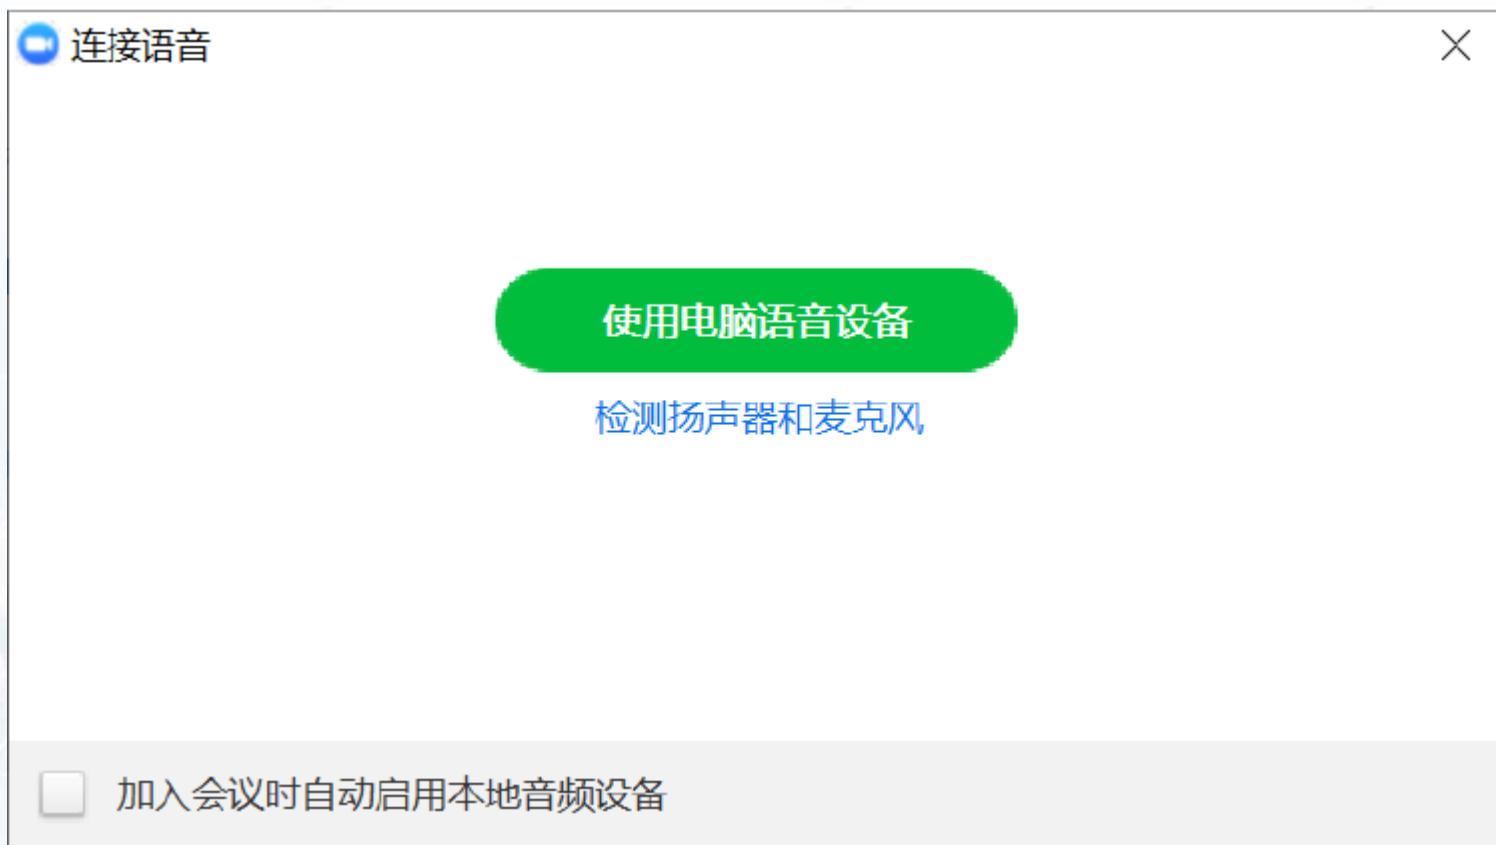 连接语音
使用电脑语音设备
检测扬声器和麦克风
加入会议时自动启用本地音频设备